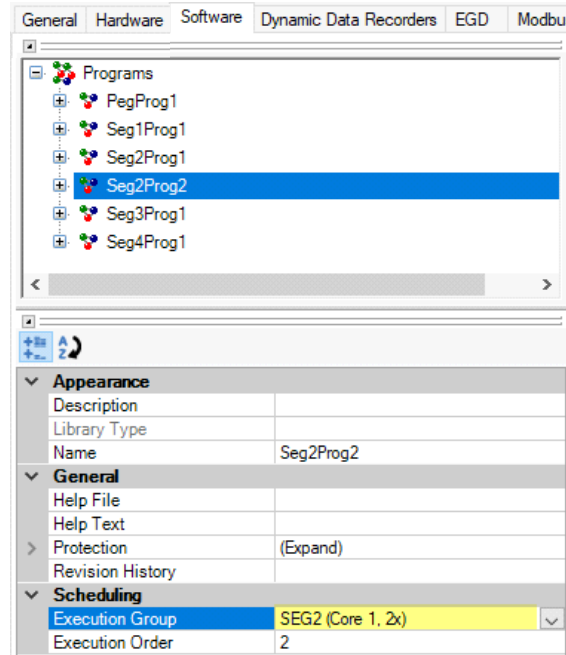 General Hardware Software Dynamic Data Recorders EGD Modbu
Programs
PegProg1
Seg1Prog1
Seg2Prog1
Seg2Prog2
Seg3Prog1
Seg4Prog1
Appearance
Description
Library Type
Name Seg2Prog2
General
Help File
Help Text
Protection (Expand)
Revision History
Scheduling
Execution Group SEG2 (Core 1, 2x)
Execution Order 2